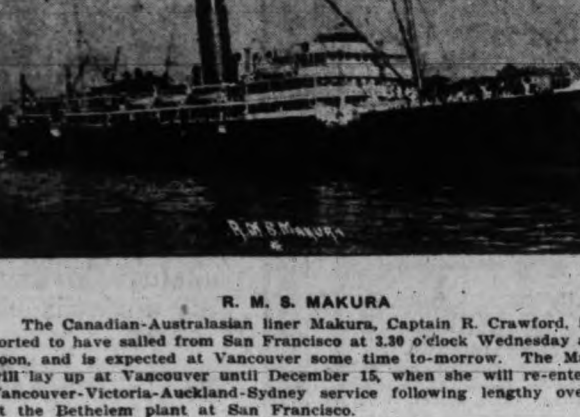 R.M.S. MAKURA
R. M. S. MAKURA
The Canadian-Australasian liner Makura, Captain R. Crawford,
orted to have sailed from San Francisco at 3.30 o'clock Wednesday a
oon, and is expected at Vancouver some time to-morrow. The Ma
ill lay up at Vancouver until December 15, when she will re-ente
ancouver-Victoria-Auckland-Sydney service following lengthy ove
t the Bethelem plant at San Francisco.